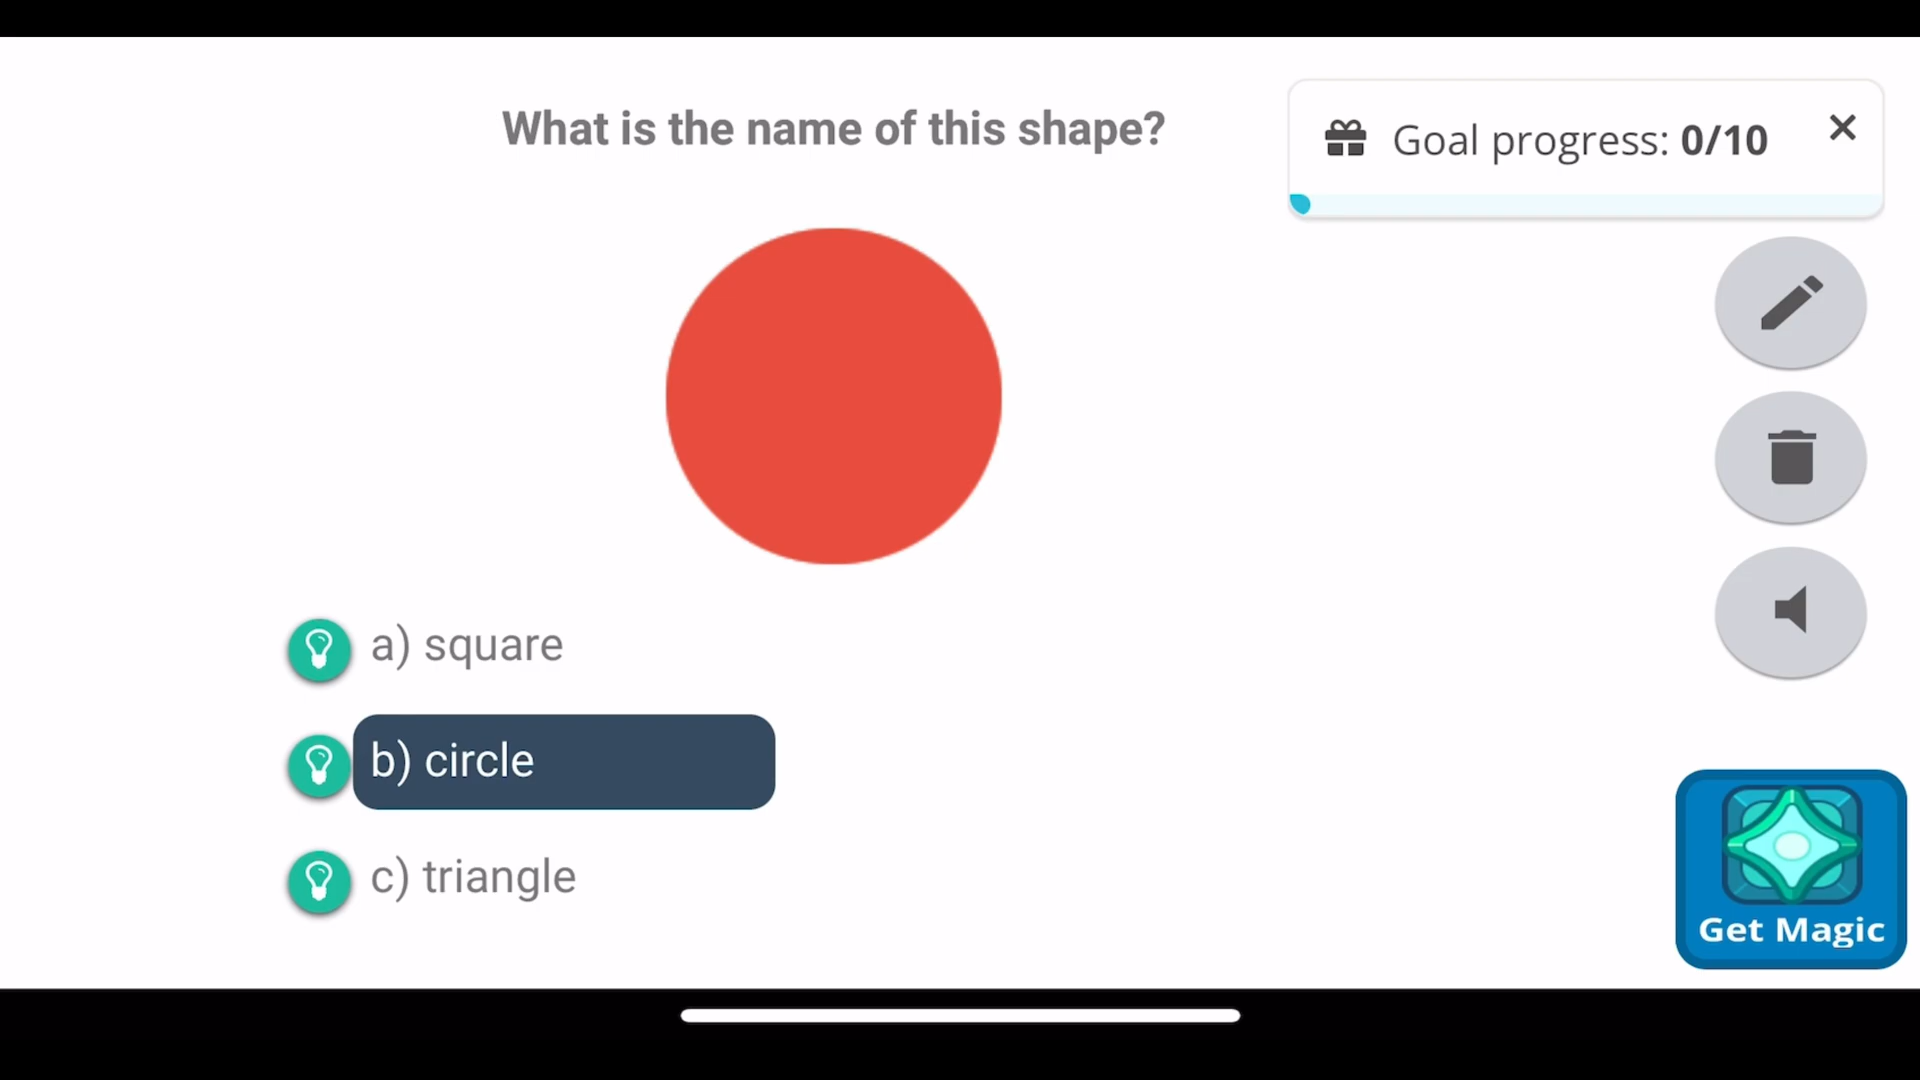 What is the name of this shape?
Goal progress: 0/10
a) square
b) circle
c) triangle
Get Magic